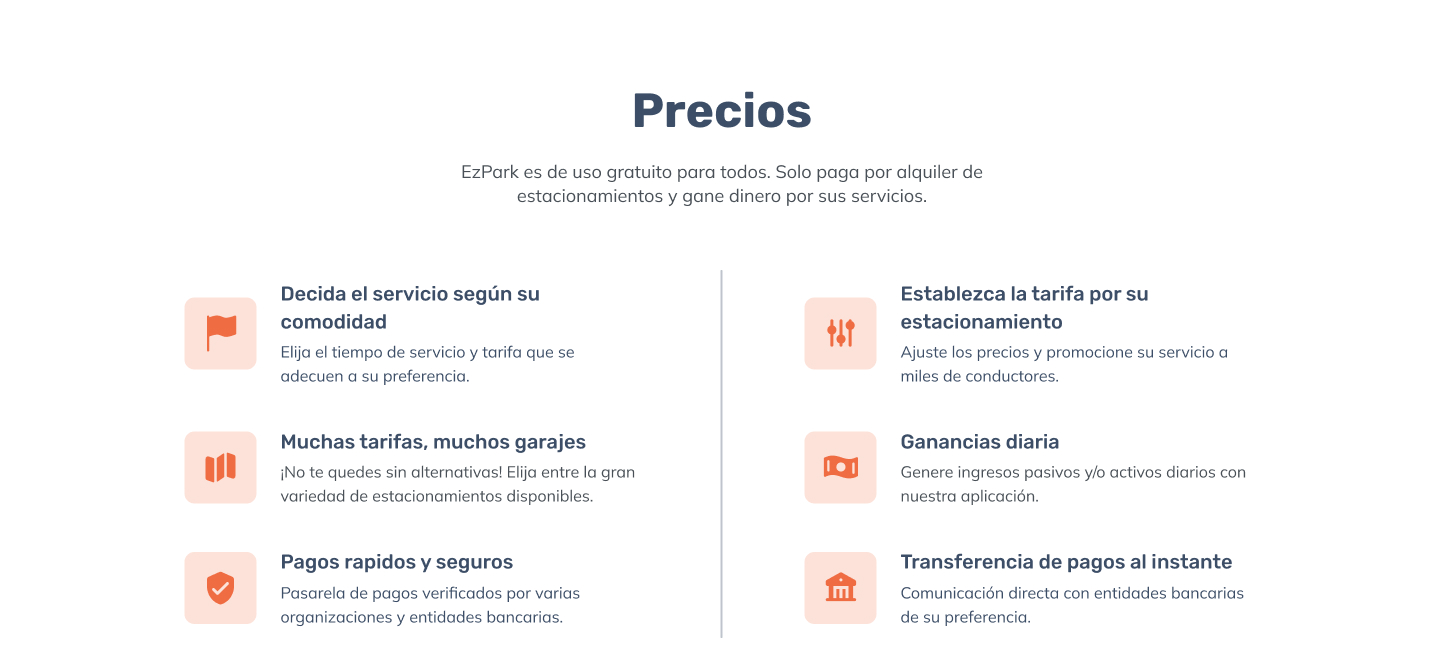 Precios
EzPark es de uso gratuito para todos. Solo paga por alquiler de
estacionamientos y gane dinero por sus servicios.
Decida el servicio según su
comodidad
Elija el tiempo de servicio y tarifa que se
adecuen a su preferencia.
Muchas tarifas, muchos garajes
¡No te quedes sin alternativas! Elija entre la gran
variedad de estacionamientos disponibles.
Pagos rapidos y seguros
Pasarela de pagos verificados por varias
organizaciones y entidades bancarias.
Establezca la tarifa por su
estacionamiento
Ajuste los precios y promocione su servicio a
miles de conductores.
Ganancias diaria
Genere ingresos pasivos y/o activos diarios con
nuestra aplicación.
Transferencia de pagos al instante
Comunicación directa con entidades bancarias
de su preferencia.